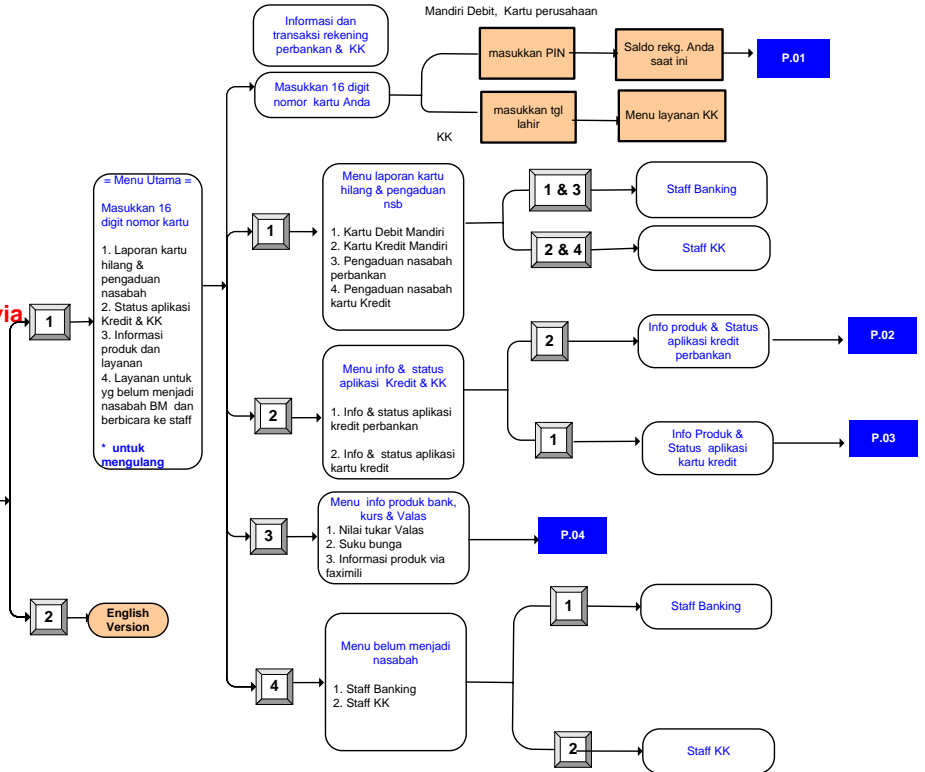 Mandiri Debit, Kartu perusahaan
Informasi dan
transaksi rekening
perbankan & KK
masukkan PIN
Saldo rekg. Anda
saat ini
P.01
Masukkan 16 digit
nomor kartu Anda
masukkan tgl
lahir
Menu layanan KK
KK
= Menu Utama =
Masukkan 16
digit nomor kartu
1. Laporan kartu
hilang &
pengaduan
nasabah
2. Status aplikasi
Kredit & KK
3. Informasi
produk dan
layanan
4. Layanan untuk
yg belum menjadi
nasabah BM dan
berbicara ke staff
* untuk
mengulang
via
1
2
English
Version
1
Menu laporan kartu
hilang & pengaduan
nsb
1. Kartu Debit Mandiri
2. Kartu Kredit Mandiri
3. Pengaduan nasabah
perbankan
4. Pengaduan nasabah
kartu Kredit
1 & 3
Staff Banking
2 & 4
Staff KK
2
Menu info & status
aplikasi Kredit & KK
1. Info & status aplikasi
kredit perbankan
2. Info & status aplikasi
kartu kredit
2
Info produk & Status
aplikasi kredit
perbankan
P.02
1
Info Produk &
Status aplikasi
kartu kredit
P.03
3
Menu info produk bank,
kurs & Valas
1. Nilai tukar Valas
2. Suku bunga
3. Informasi produk via
faximili
P.04
4
Menu belum menjadi
nasabah
1. Staff Banking
2. Staff KK
1
Staff Banking
2
Staff KK